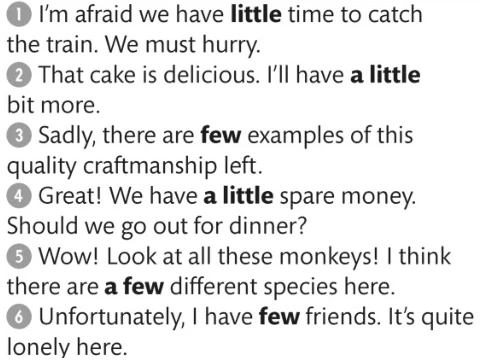 1 I'm afraid we have little time to catch
the train. We must hurry.
2 That cake is delicious. I'll have a little
bit more.
3 Sadly, there are few examples of this
quality craftmanship left.
4 Great! We have a little spare money.
Should we go out for dinner?
5 Wow! Look at all these monkeys! I think
there are a few different species here.
6 Unfortunately, I have few friends. It's quite
lonely here.